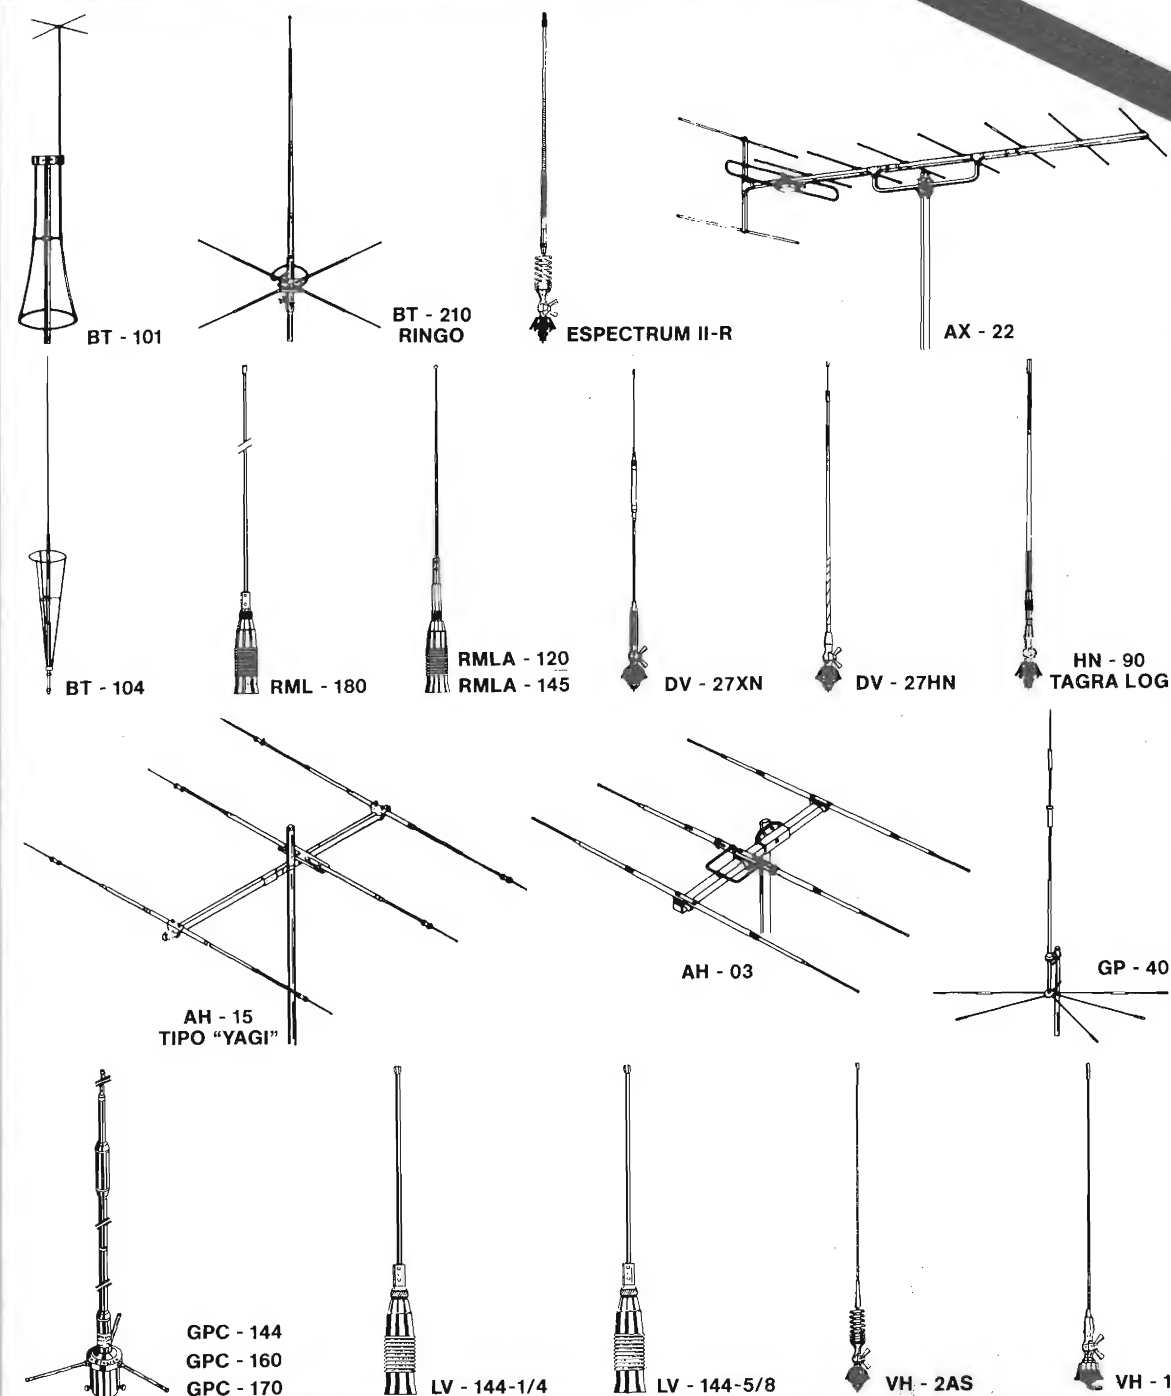 BT - 101
BT - 210
RINGO
ESPECTRUM II-R
AX - 22
BT - 104
RML - 180
RMLA - 120
RMLA - 145
DV - 27XN
DV - 27HN
HN - 90
TAGRA LOG
AH - 15
TIPO “YAGI”
AH - 03
GP - 40
GPC - 144
GPC - 160
GPC - 170
LV - 144-1/4
LV - 144-5/8
VH - 2AS
VH - 1